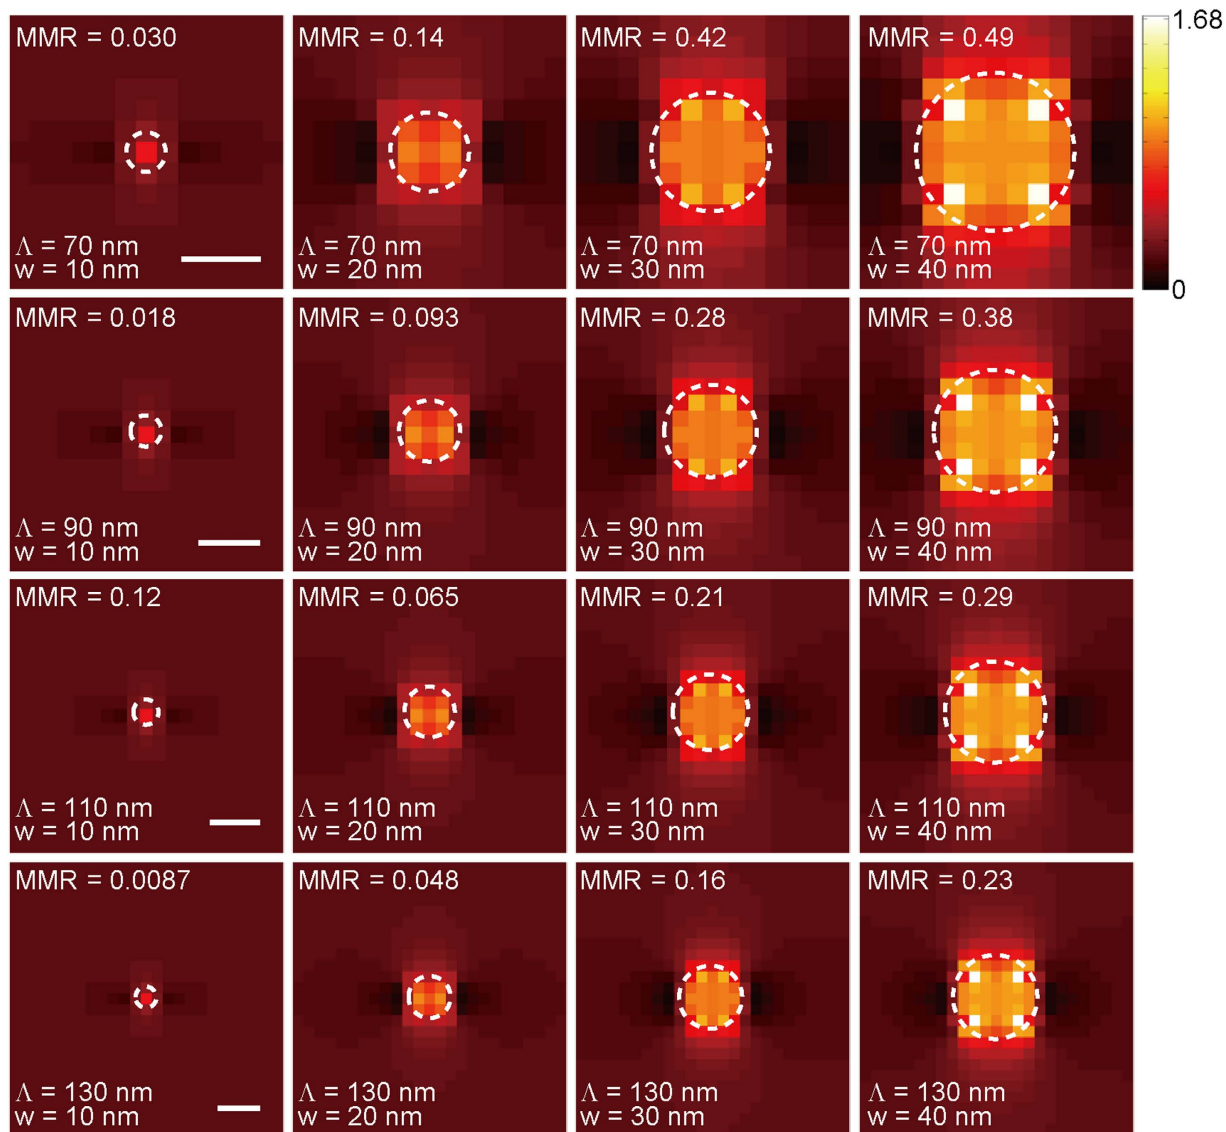 MMR = 0.030
MMR = 0.14
MMR = 0.42
MMR = 0.49
1.68
Λ = 70 nm
w = 10 nm
Λ = 70 nm
w = 20 nm
Λ = 70 nm
w = 30 nm
Λ = 70 nm
w = 40 nm
0
MMR = 0.018
MMR = 0.093
MMR = 0.28
MMR = 0.38
Λ = 90 nm
w = 10 nm
Λ = 90 nm
w = 20 nm
Λ = 90 nm
w = 30 nm
Λ = 90 nm
w = 40 nm
MMR = 0.12
MMR = 0.065
MMR = 0.21
MMR = 0.29
Λ = 110 nm
w = 10 nm
Λ = 110 nm
w = 20 nm
Λ = 110 nm
w = 30 nm
Λ = 110 nm
w = 40 nm
MMR = 0.0087
MMR = 0.048
MMR = 0.16
MMR = 0.23
Λ = 130 nm
w = 10 nm
Λ = 130 nm
w = 20 nm
Λ = 130 nm
w = 30 nm
Λ = 130 nm
w = 40 nm